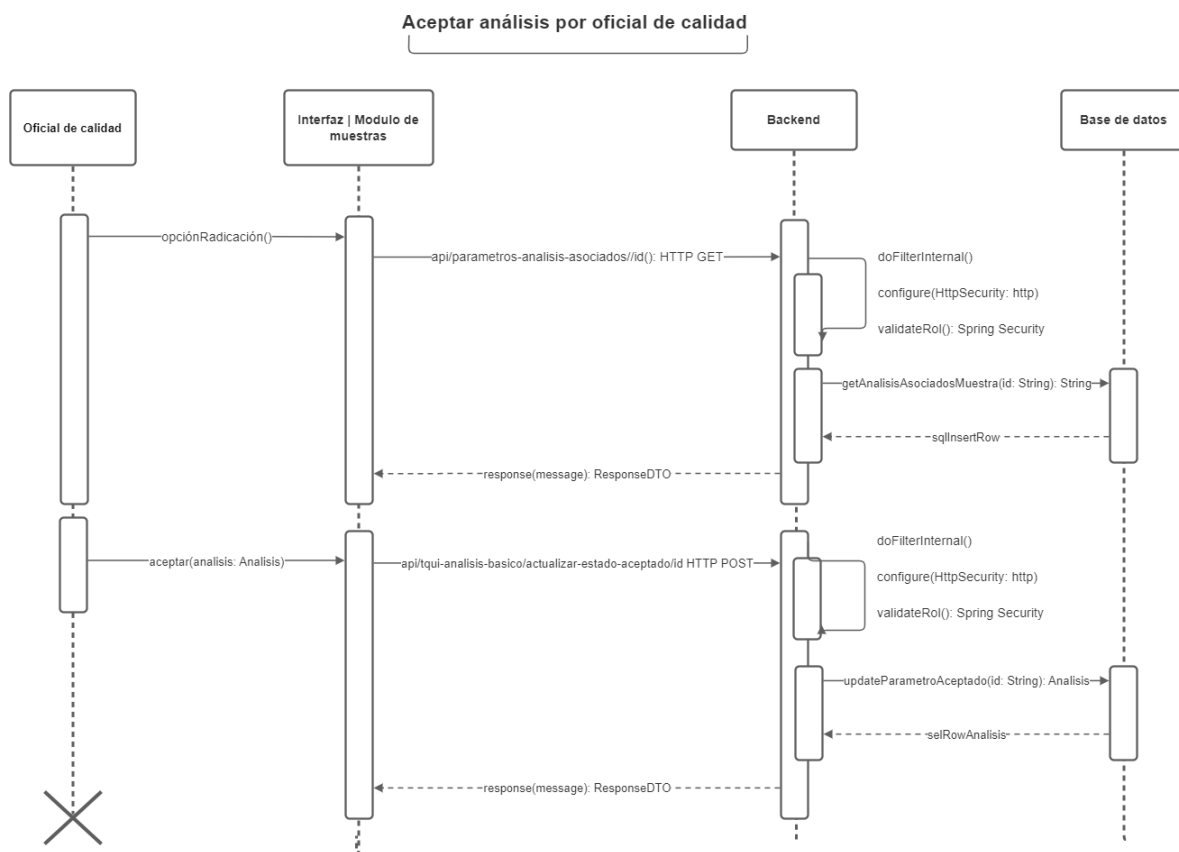 Aceptar análisis por oficial de calidad
Oficial de calidad
Interfaz | Modulo de
muestras
Backend
Base de datos
opciónRadicación()
api/parametros-analisis-asociados//id(): HTTP GET
doFilterInternal()
configure(HttpSecurity: http)
validateRol(): Spring Security
getAnalisisAsociadosMuestra(id: String): String
sqlInsertRow
response(message): ResponseDTO
aceptar(analisis: Analisis)
api/tqui-analisis-basico/actualizar-estado-aceptado/id HTTP POST
doFilterInternal()
configure(HttpSecurity: http)
validateRol(): Spring Security
updateParametroAceptado(id: String): Analisis
selRowAnalisis
response(message): ResponseDTO